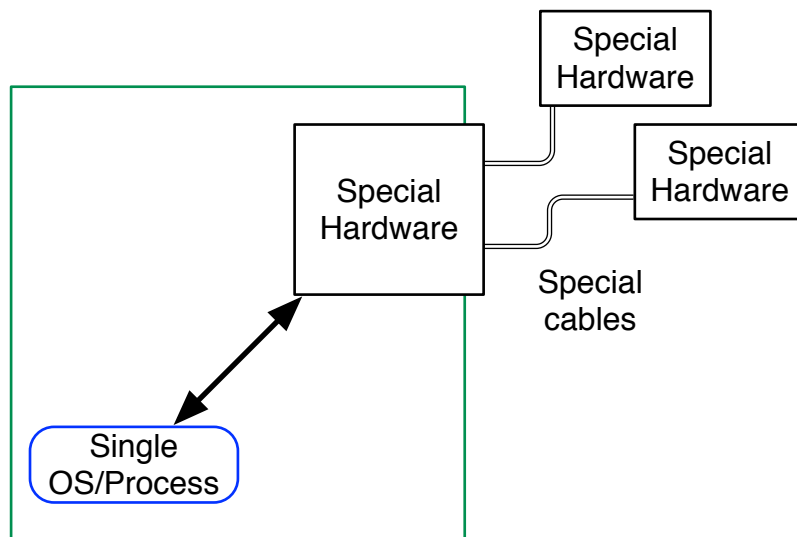 Special
Hardware
Special
Hardware
Special
Hardware
Special
cables
Single
OS/Process